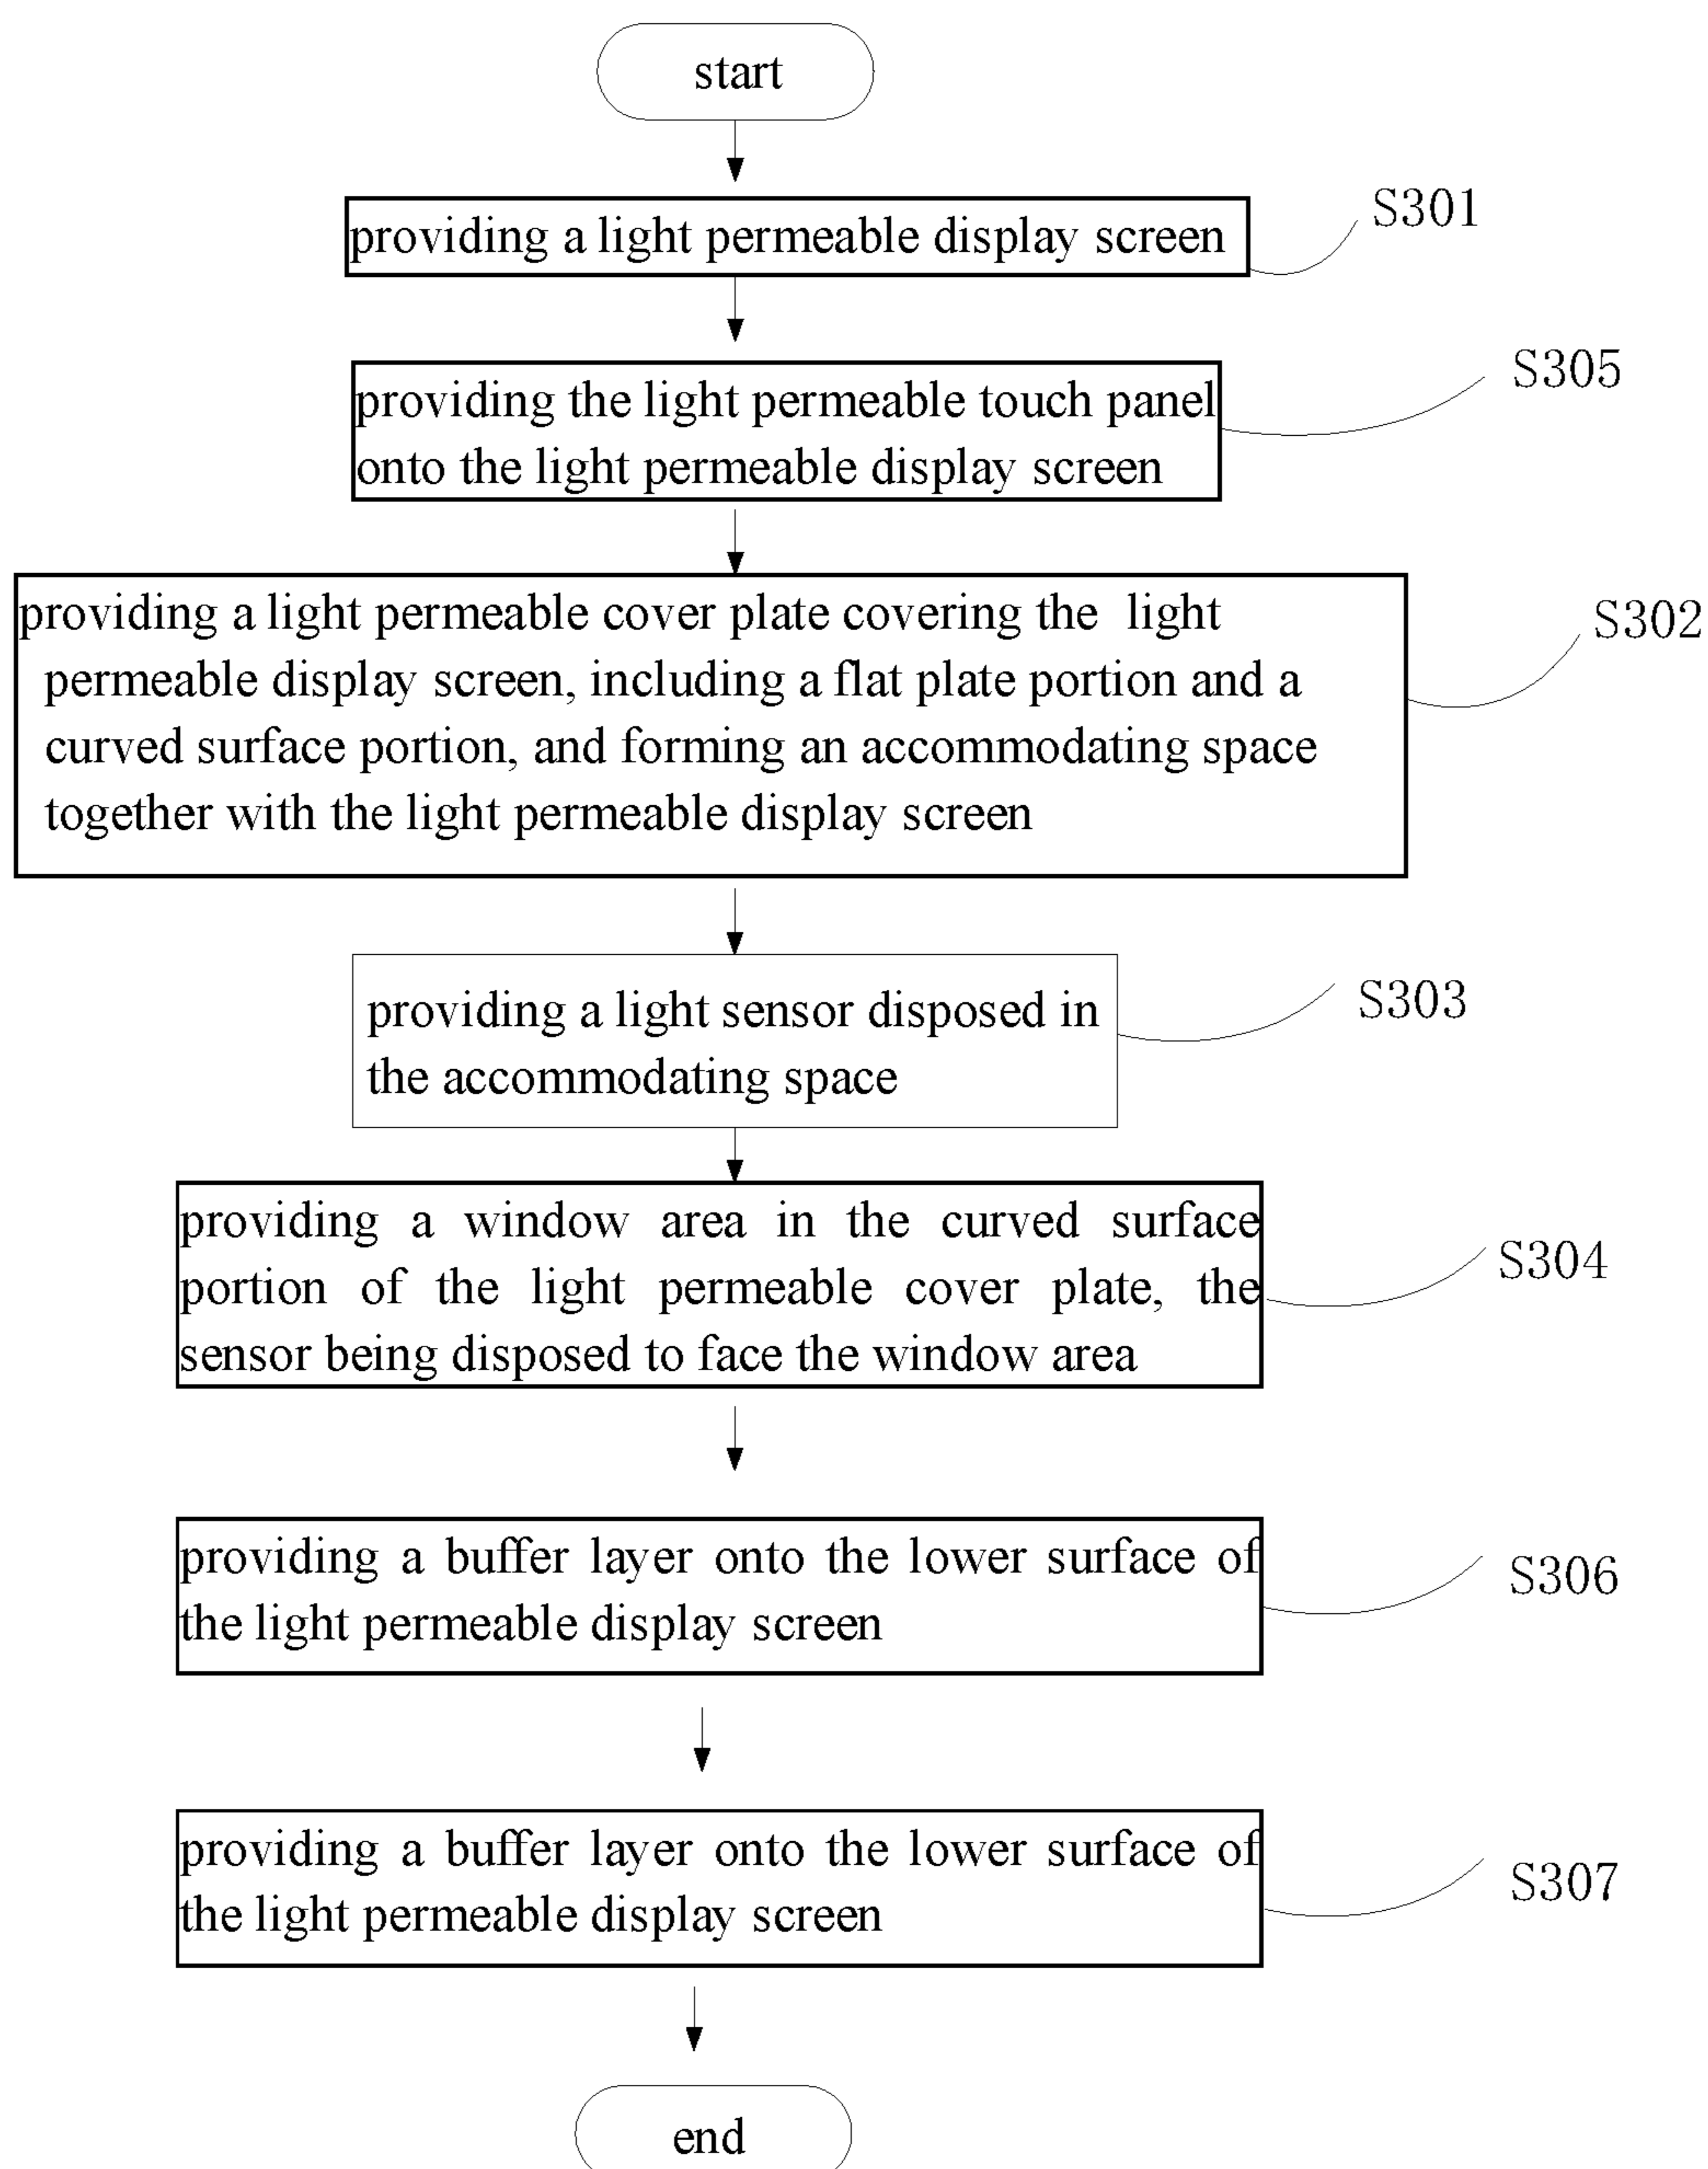 start
providing a light permeable display screen
S301
providing the light permeable touch panel
onto the light permeable display screen
S305
providing a light permeable cover plate covering the light
permeable display screen, including a flat plate portion and a
curved surface portion, and forming an accommodating space
together with the light permeable display screen
S302
providing a light sensor disposed in
the accommodating space
S303
providing a window area in the curved surface
portion of the light permeable cover plate, the
sensor being disposed to face the window area
S304
providing a buffer layer onto the lower surface of
the light permeable display screen
S306
providing a buffer layer onto the lower surface of
the light permeable display screen
S307
end